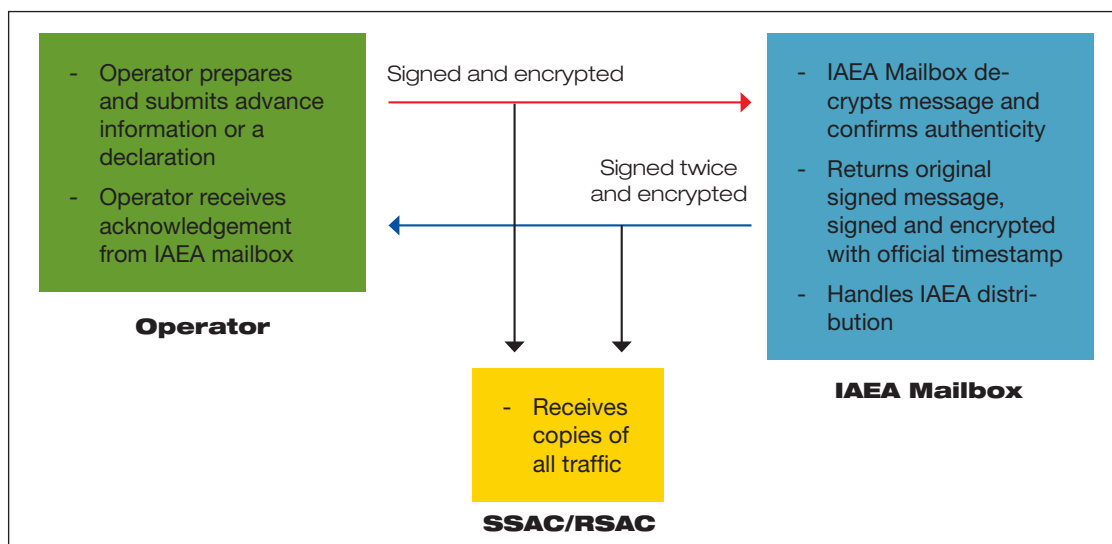 - Operator prepares
and submits advance
information or a
declaration
- Operator receives
acknowledgement
from IAEA mailbox
Operator
Signed and encrypted
Signed twice
and encrypted
- IAEA Mailbox de-
crypts message and
confirms authenticity
- Returns original
signed message,
signed and encrypted
with official timestamp
- Handles IAEA distri-
bution
IAEA Mailbox
- Receives
copies of
all traffic
SSAC/RSAC